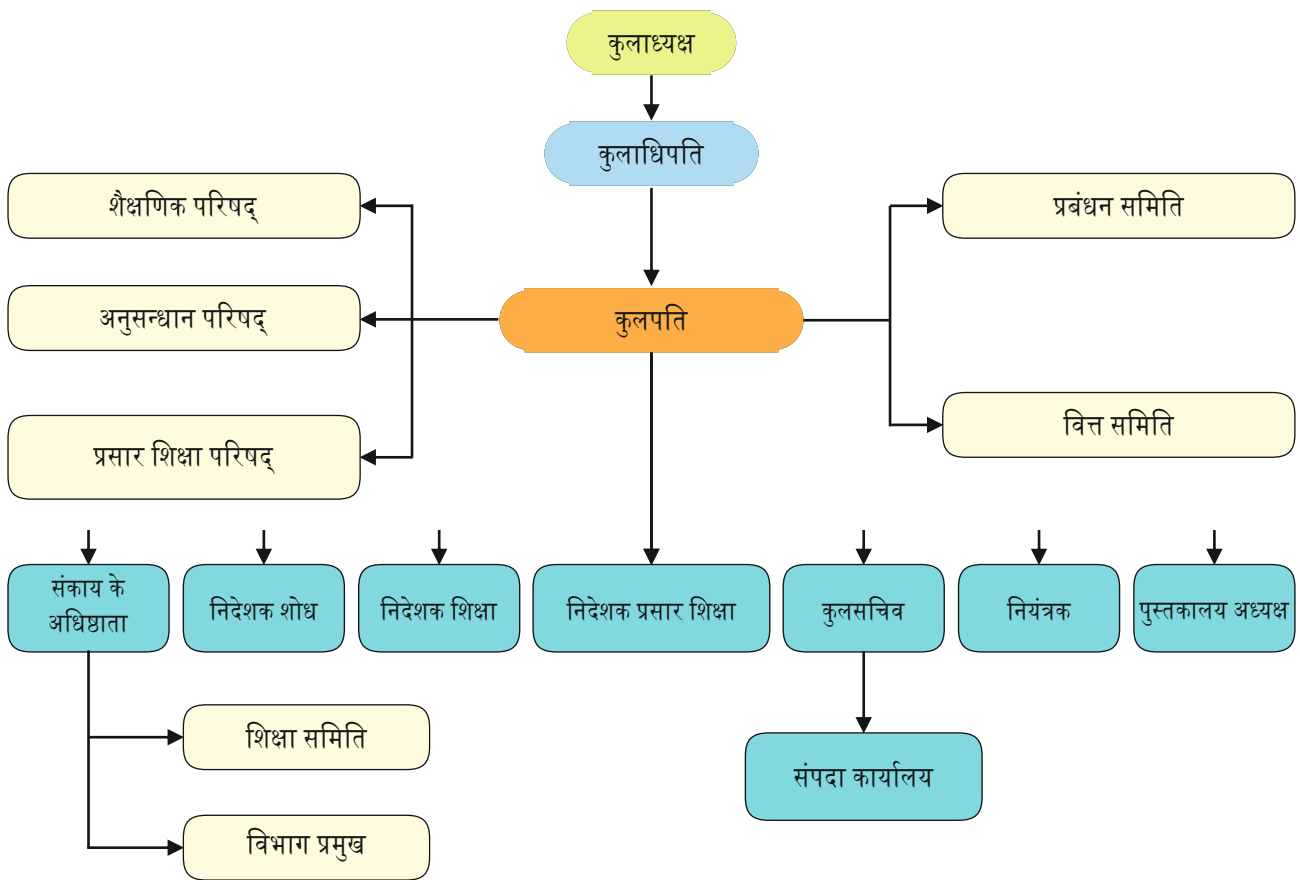 कुलाध्यक्ष
कुलाधिपति
शैक्षणिक परिषद्
प्रबंधन समिति
अनुसन्धान परिषद्
कुलपति
वित्त समिति
प्रसार शिक्षा परिषद्
संकाय के
अधिष्ठाता
निदेशक शोध
निदेशक शिक्षा
निदेशक प्रसार शिक्षा
कुलसचिव
नियंत्रक
पुस्तकालय अध्यक्ष
शिक्षा समिति
संपदा कार्यालय
विभाग प्रमुख